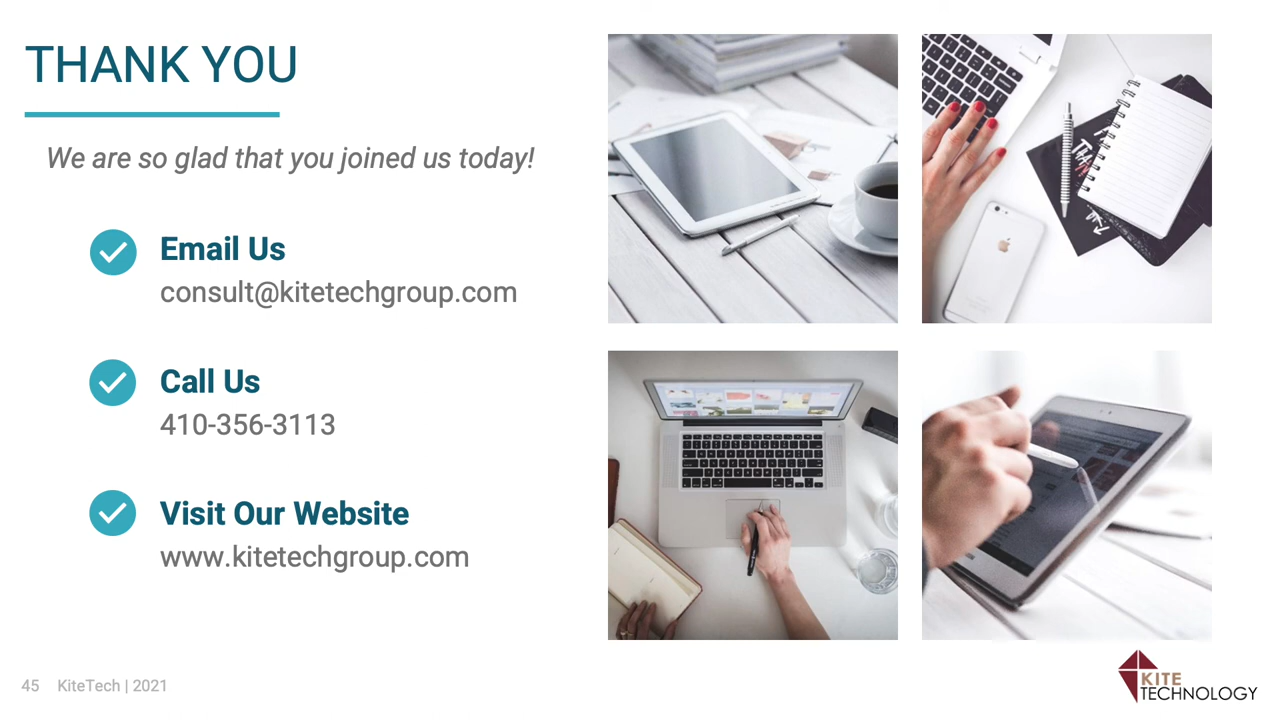 THANK YOU
We are so glad that you joined us today!
Email Us
consult@kitetechgroup.com
Call Us
410-356-3113
Visit Our Website
www.kitetechgroup.com
45 KiteTech | 2021
KITE
TECHNOLOGY